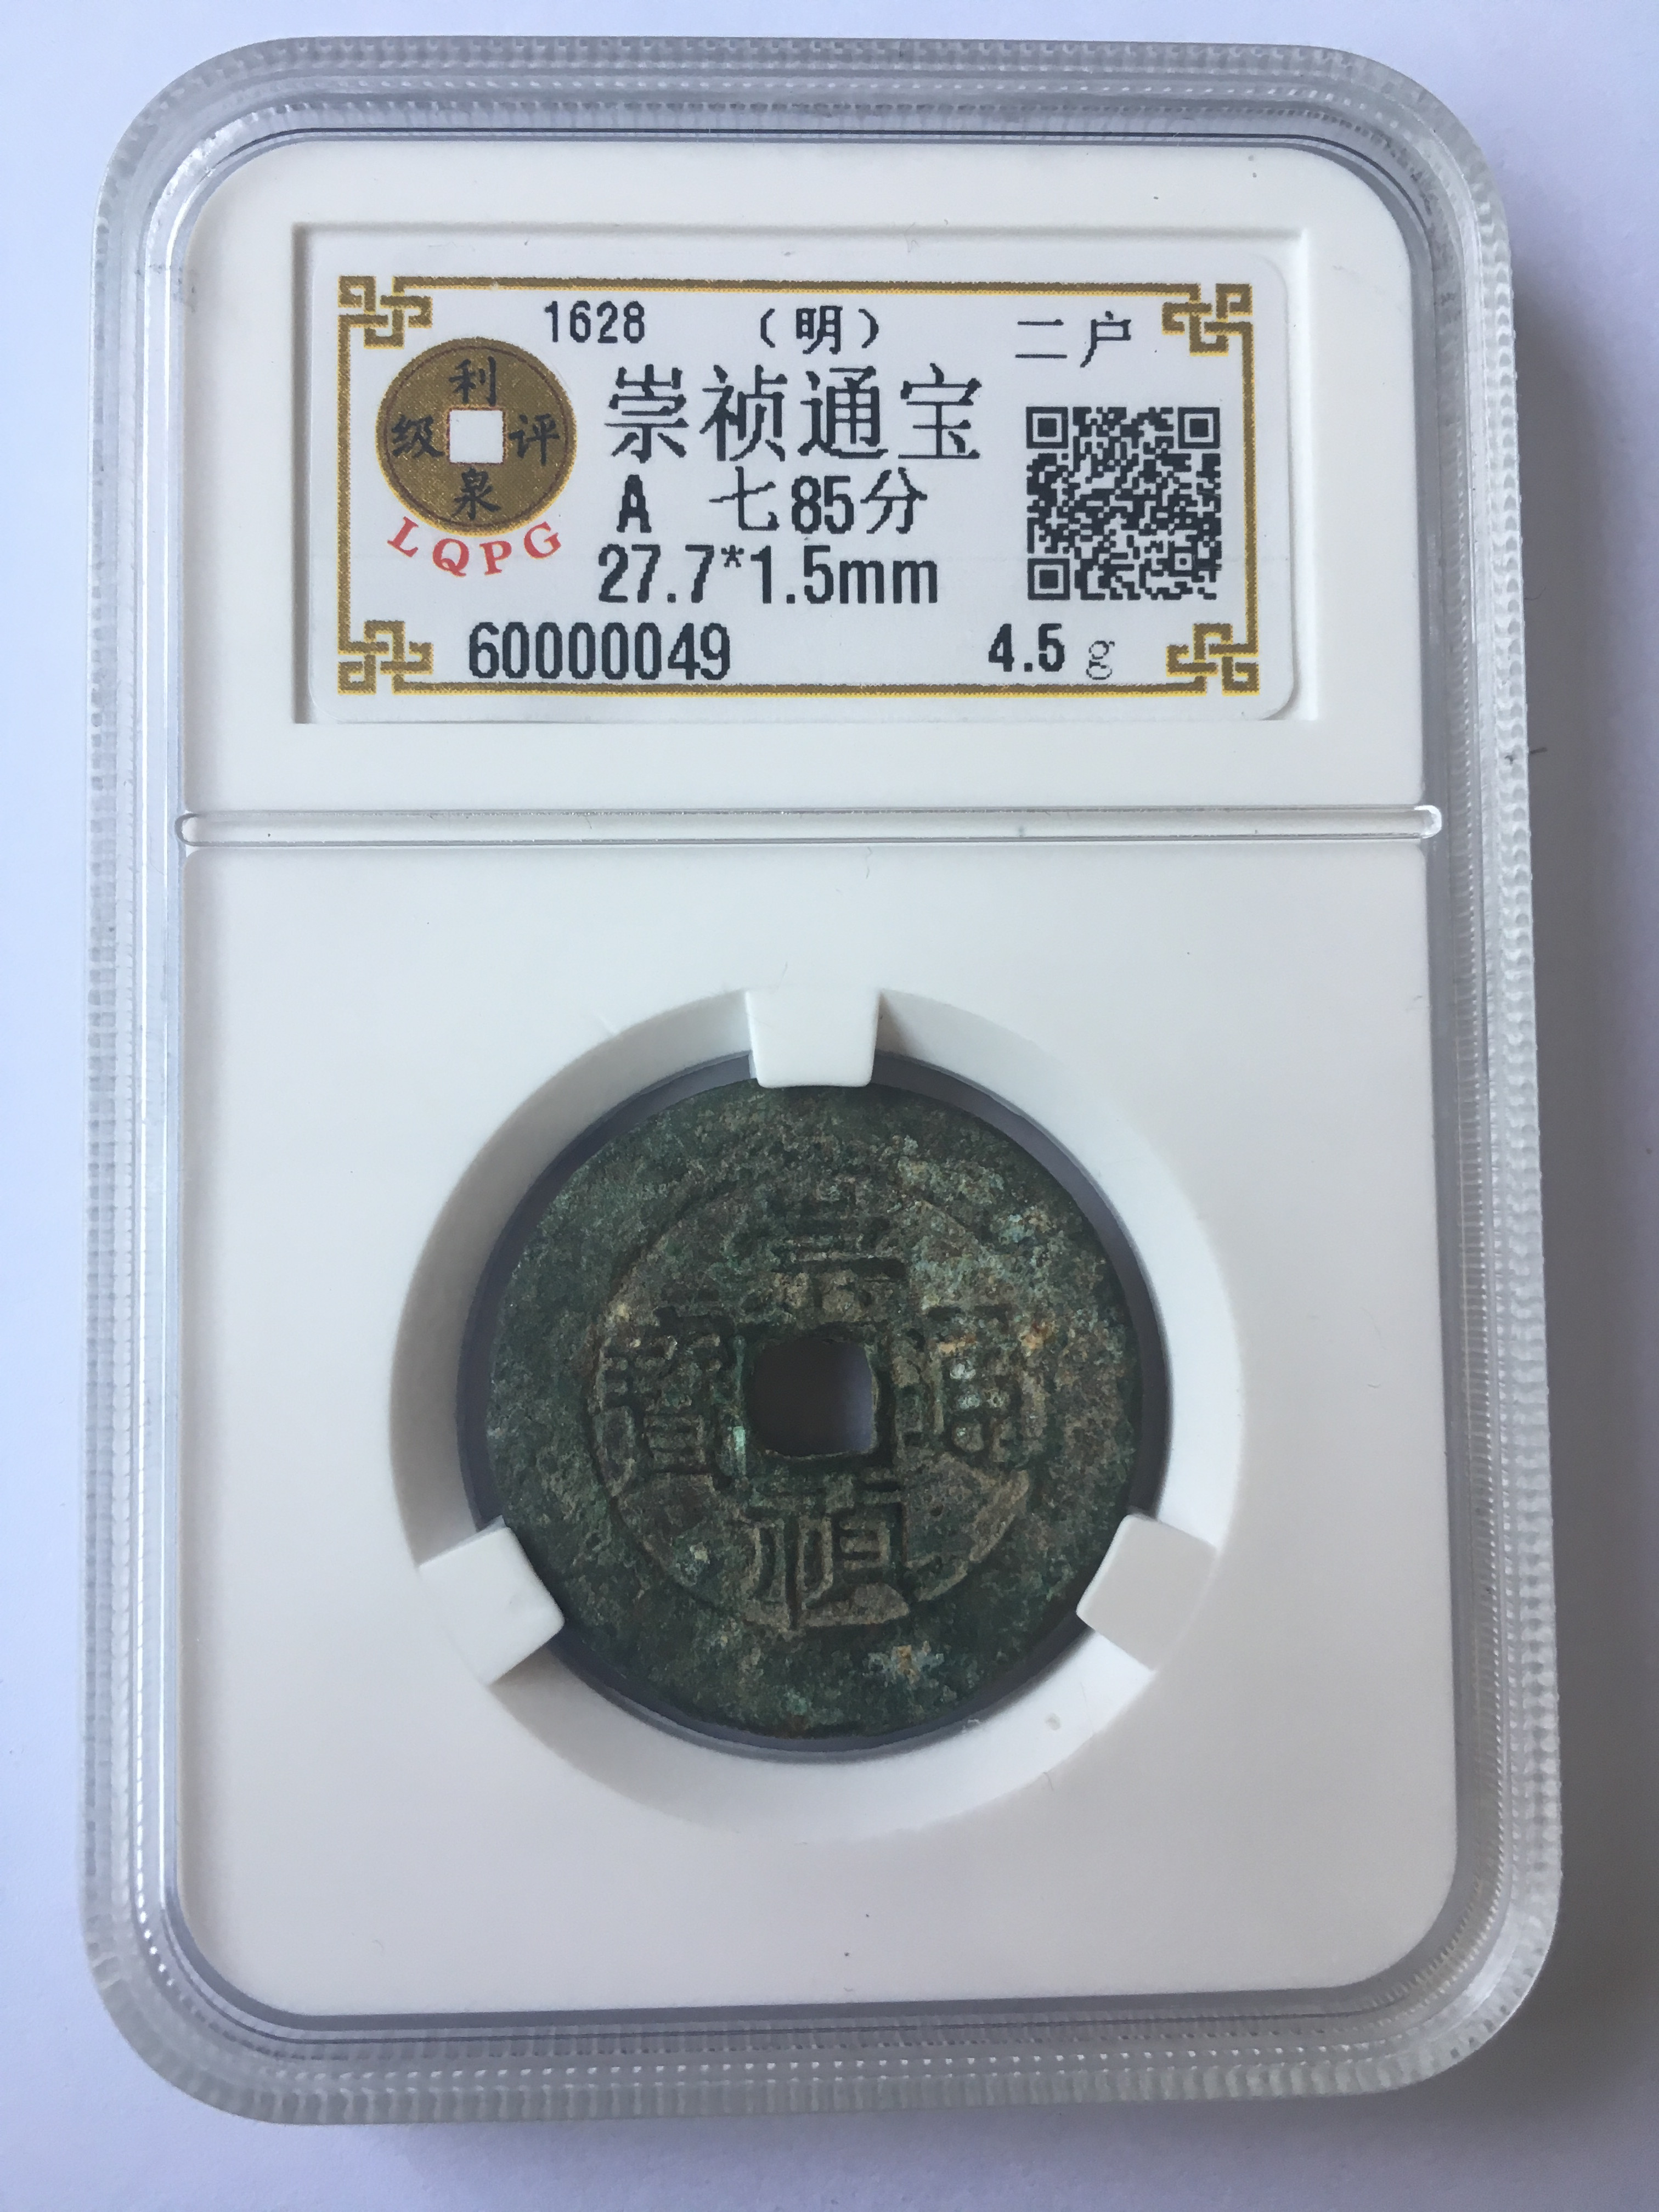 1628 （明） 二户
利泉评级
LQPG
崇祯通宝
A 七85分
27.7*1.5mm
60000049 4.5 g
崇禎通寶